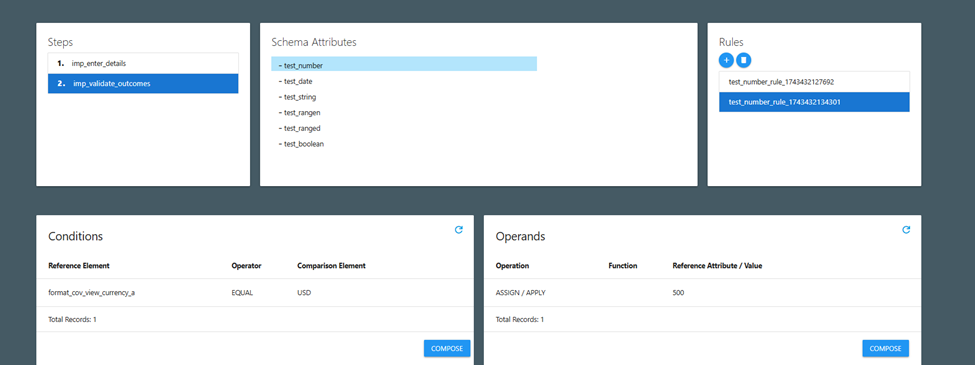 Steps
1. imp_enter_details
2. imp_validate_outcomes
Schema Attributes
- test_number
- test_date
- test_string
- test_rangen
- test_ranged
- test_boolean
Rules
+
test_number_rule_1743432127692
test_number_rule_1743432134301
Conditions
Reference Element Operator Comparison Element
format_cov_view_currency_a EQUAL USD
Total Records: 1
COMPOSE
Operands
Operation Function Reference Attribute / Value
ASSIGN / APPLY 500
Total Records: 1
COMPOSE